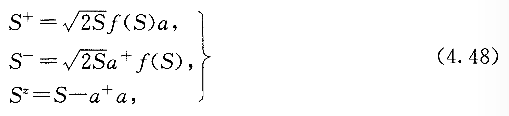 S⁺=√2S f(S)a,
S⁻=√2S a⁺f(S),
Sᶻ=S−a⁺a,
(4.48)